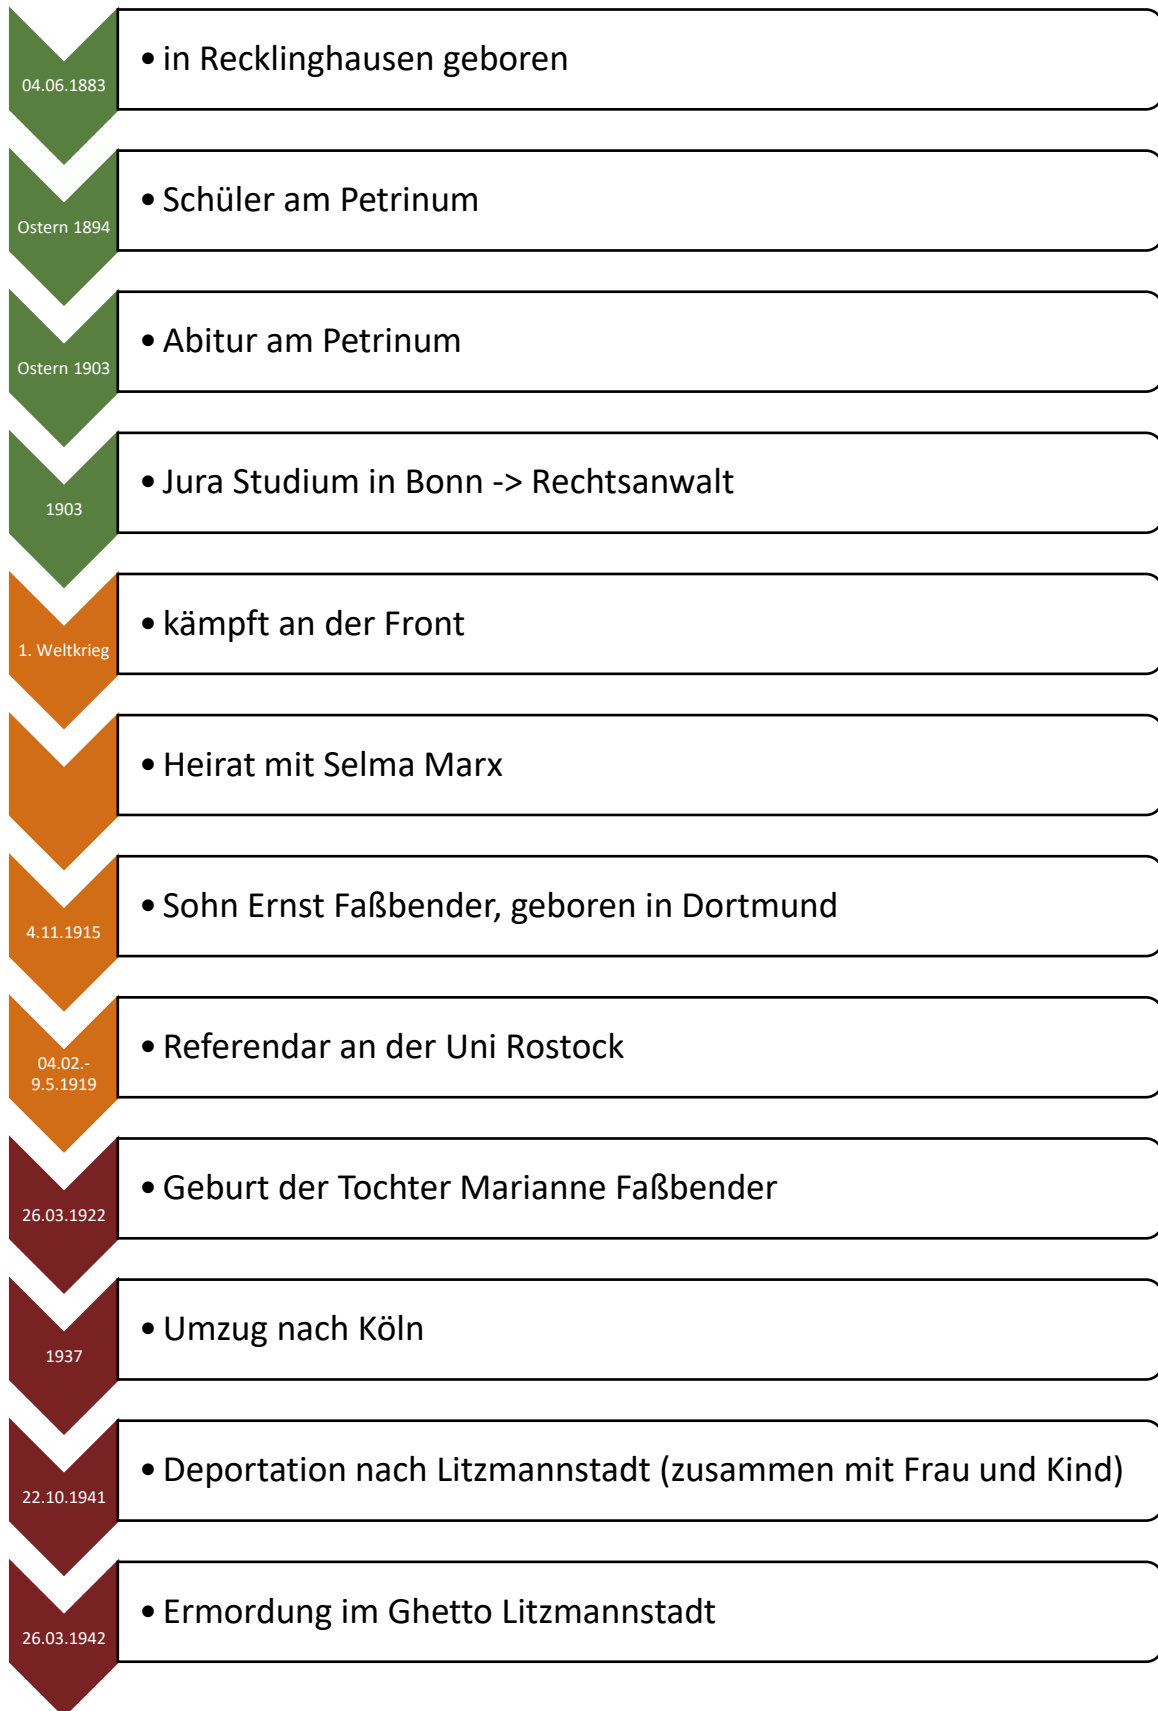 04.06.1883
• in Recklinghausen geboren
Ostern 1894
• Schüler am Petrinum
Ostern 1903
• Abitur am Petrinum
1903
• Jura Studium in Bonn -> Rechtsanwalt
1. Weltkrieg
• kämpft an der Front
• Heirat mit Selma Marx
4.11.1915
• Sohn Ernst Faßbender, geboren in Dortmund
04.02.-
9.5.1919
• Referendar an der Uni Rostock
26.03.1922
• Geburt der Tochter Marianne Faßbender
1937
• Umzug nach Köln
22.10.1941
• Deportation nach Litzmannstadt (zusammen mit Frau und Kind)
26.03.1942
• Ermordung im Ghetto Litzmannstadt